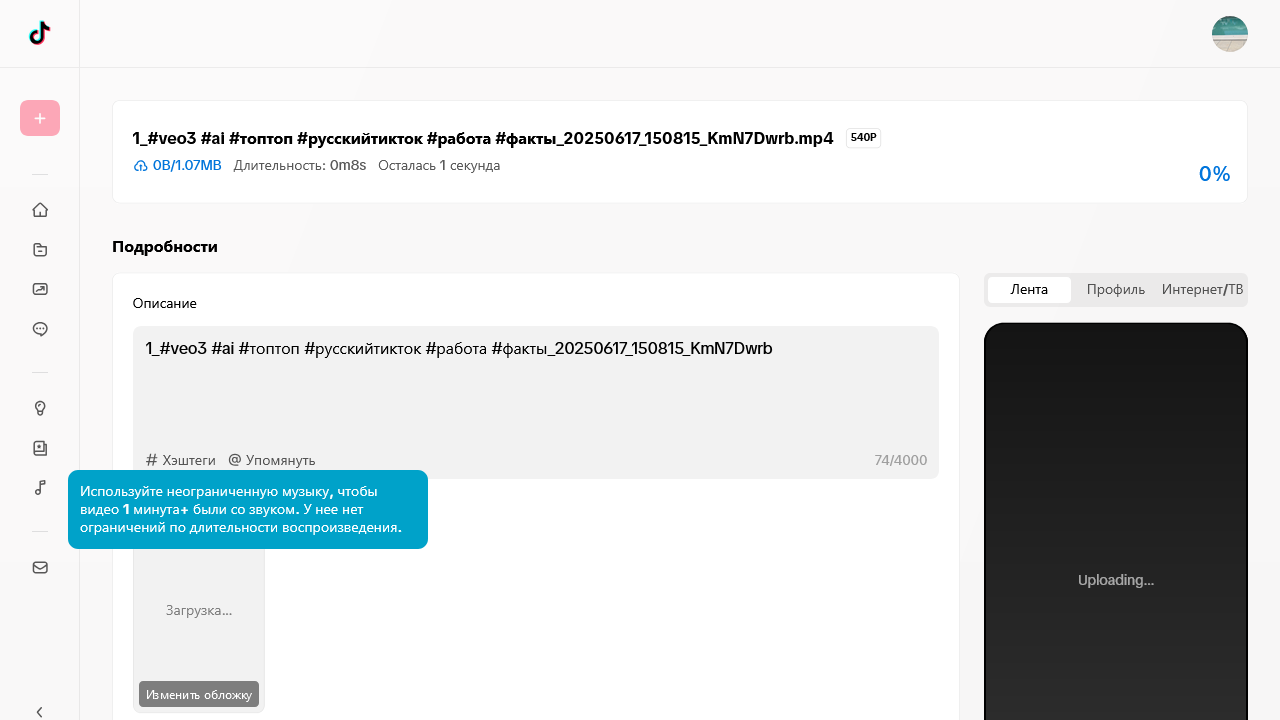 1_#veo3 #ai #топтоп #русскийтикток #работа #факты_20250617_150815_KmN7Dwrb.mp4 540P
0B/1.07MB Длительность: 0m8s Осталась 1 секунда
0%
Подробности
Описание
1_#veo3 #ai #топтоп #русскийтикток #работа #факты_20250617_150815_KmN7Dwrb
# Хэштеги @ Упомянуть 74/4000
Используйте неограниченную музыку, чтобы
видео 1 минута+ были со звуком. У нее нет
ограничений по длительности воспроизведения.
Загрузка...
Изменить обложку
Лента Профиль Интернет/ТВ
Uploading...